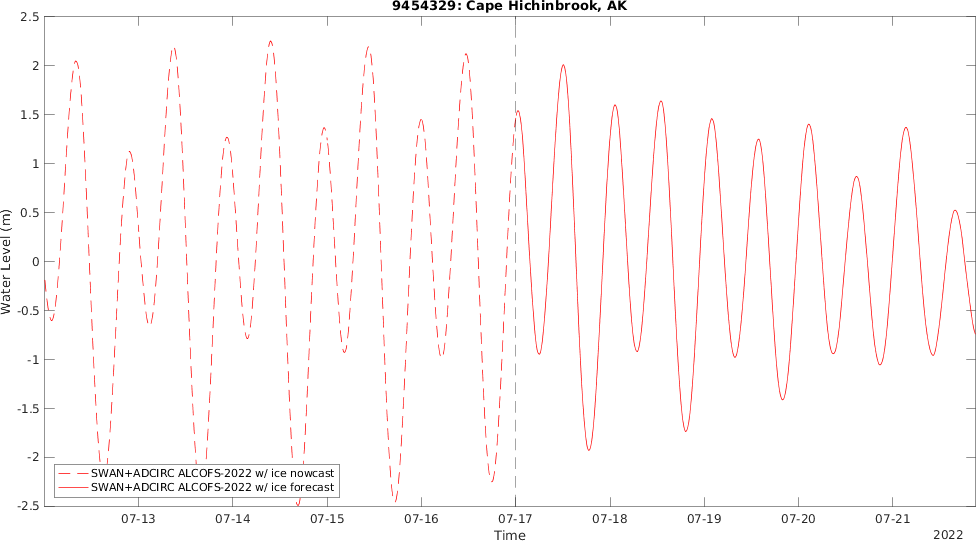 9454329: Cape Hichinbrook, AK
Water Level (m)
2.5
2
1.5
1
0.5
0
-0.5
-1
-1.5
-2
-2.5
SWAN+ADCIRC ALCOFS-2022 w/ ice nowcast
SWAN+ADCIRC ALCOFS-2022 w/ ice forecast
07-13 07-14 07-15 07-16 07-17 07-18 07-19 07-20 07-21
Time
2022